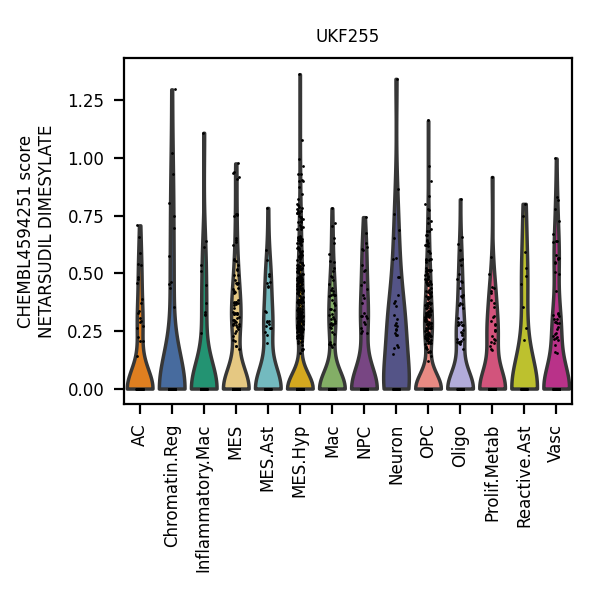 UKF255
CHEMBL4594251 score
NETARSUDIL DIMESYLATE
1.25
1.00
0.75
0.50
0.25
0.00
AC
Chromatin.Reg
Inflammatory.Mac
MES
MES.Ast
MES.Hyp
Mac
NPC
Neuron
OPC
Oligo
Prolif.Metab
Reactive.Ast
Vasc